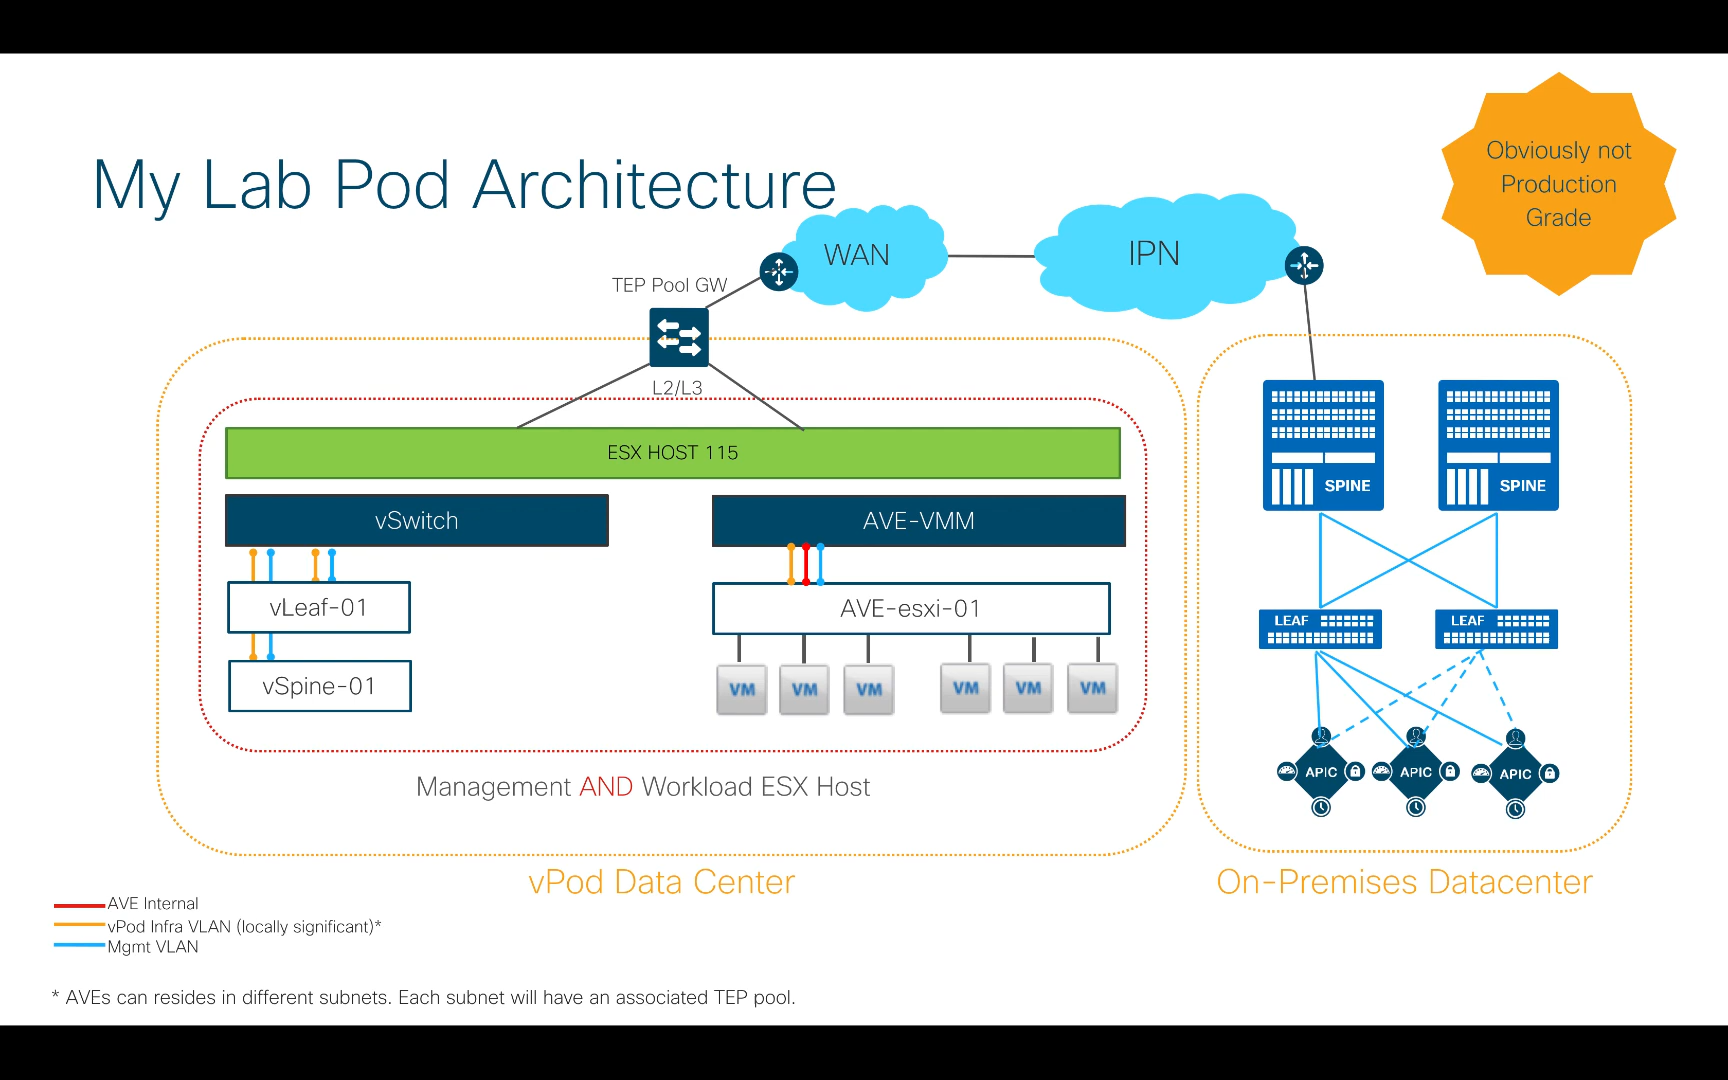 Obviously not
Production
Grade
My Lab Pod Architecture
WAN
IPN
TEP Pool GW
L2/L3
ESX HOST 115
vSwitch
AVE-VMM
vLeaf-01
AVE-esxi-01
vSpine-01
VM VM VM VM VM VM
Management AND Workload ESX Host
vPod Data Center
SPINE SPINE
LEAF LEAF
APIC APIC APIC
On-Premises Datacenter
AVE Internal
vPod Infra VLAN (locally significant)*
Mgmt VLAN
* AVEs can resides in different subnets. Each subnet will have an associated TEP pool.